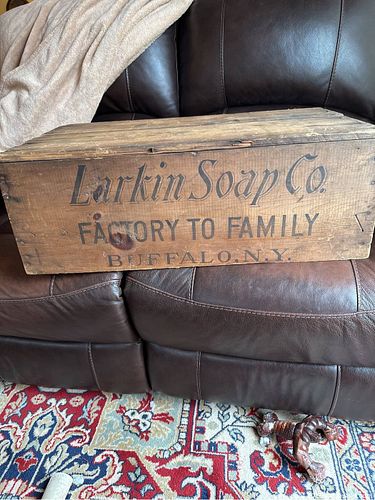 Larkin Soap Co.
FACTORY TO FAMILY
BUFFALO, N.Y.